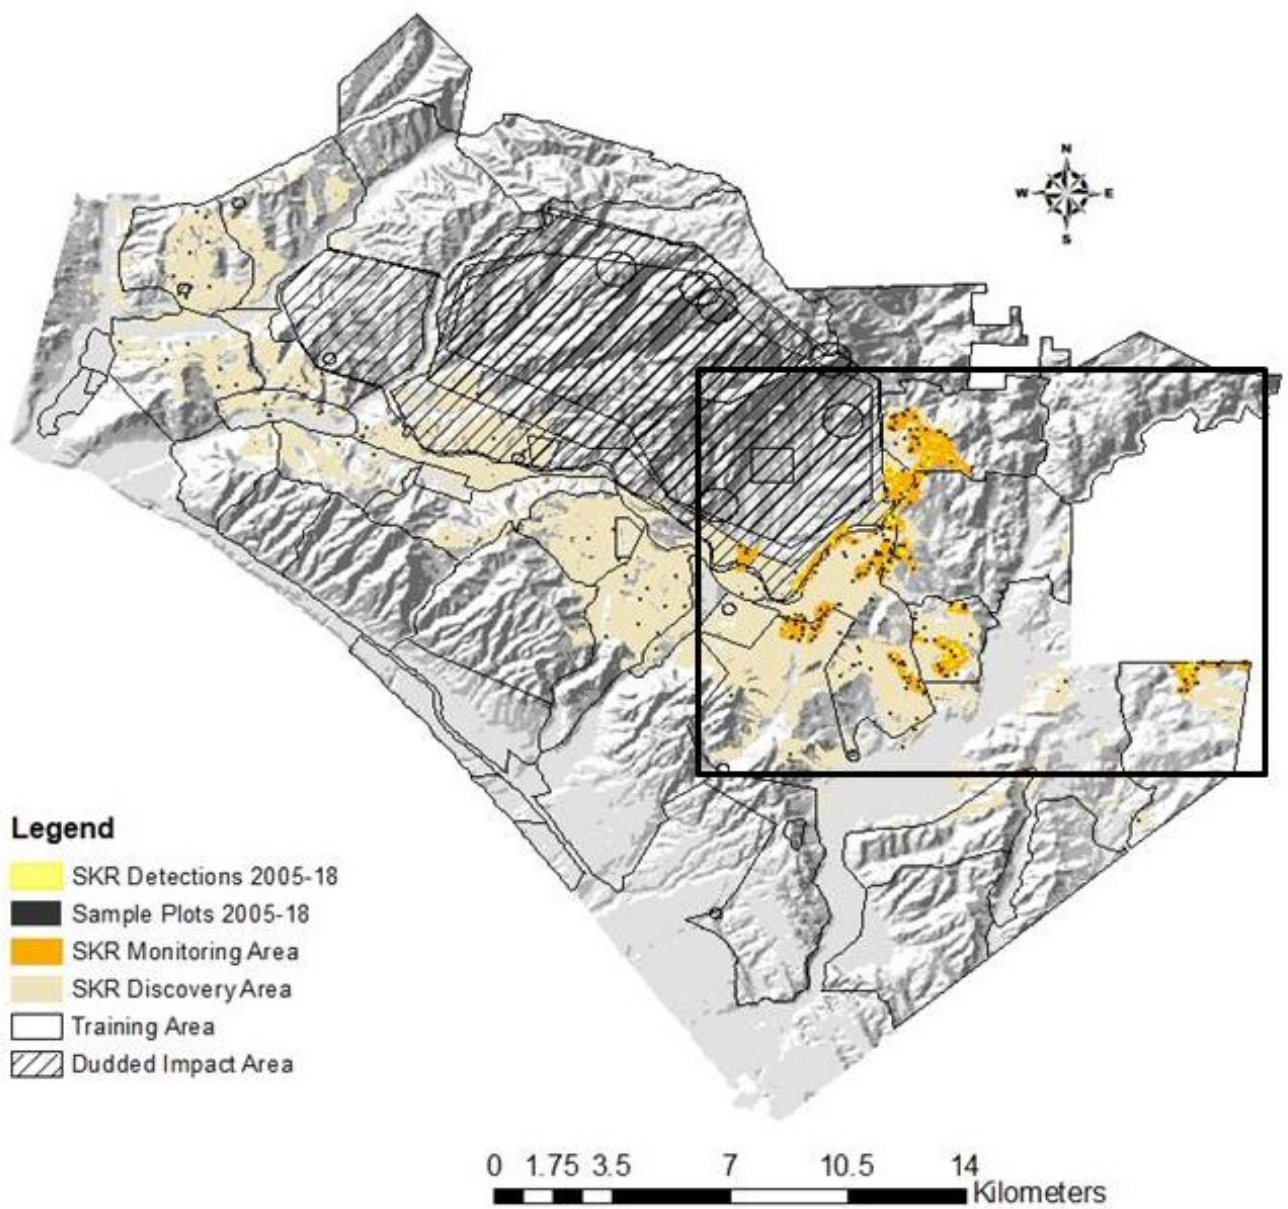 N
W E
S
Legend
SKR Detections 2005-18
Sample Plots 2005-18
SKR Monitoring Area
SKR Discovery Area
Training Area
Dudded Impact Area
0 1.75 3.5 7 10.5 14
Kilometers